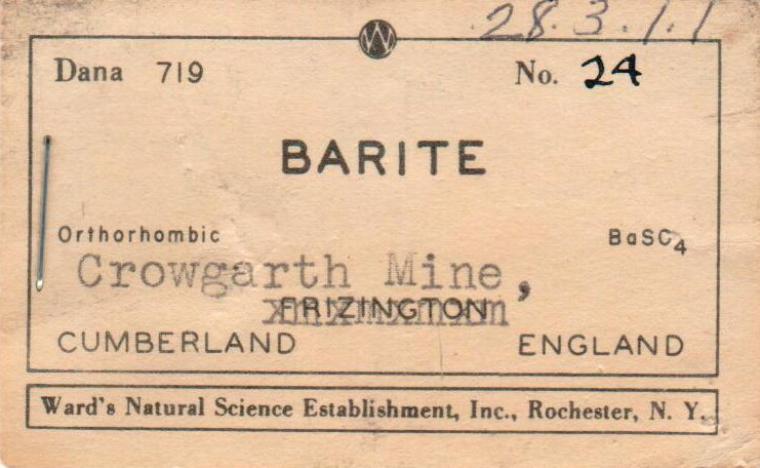 28.3.1.1
W
Dana 719 No. 24
BARITE
Orthorhombic BaSO4
Crowgarth Mine,
FRIZINGTON
CUMBERLAND ENGLAND
Ward's Natural Science Establishment, Inc., Rochester, N. Y.